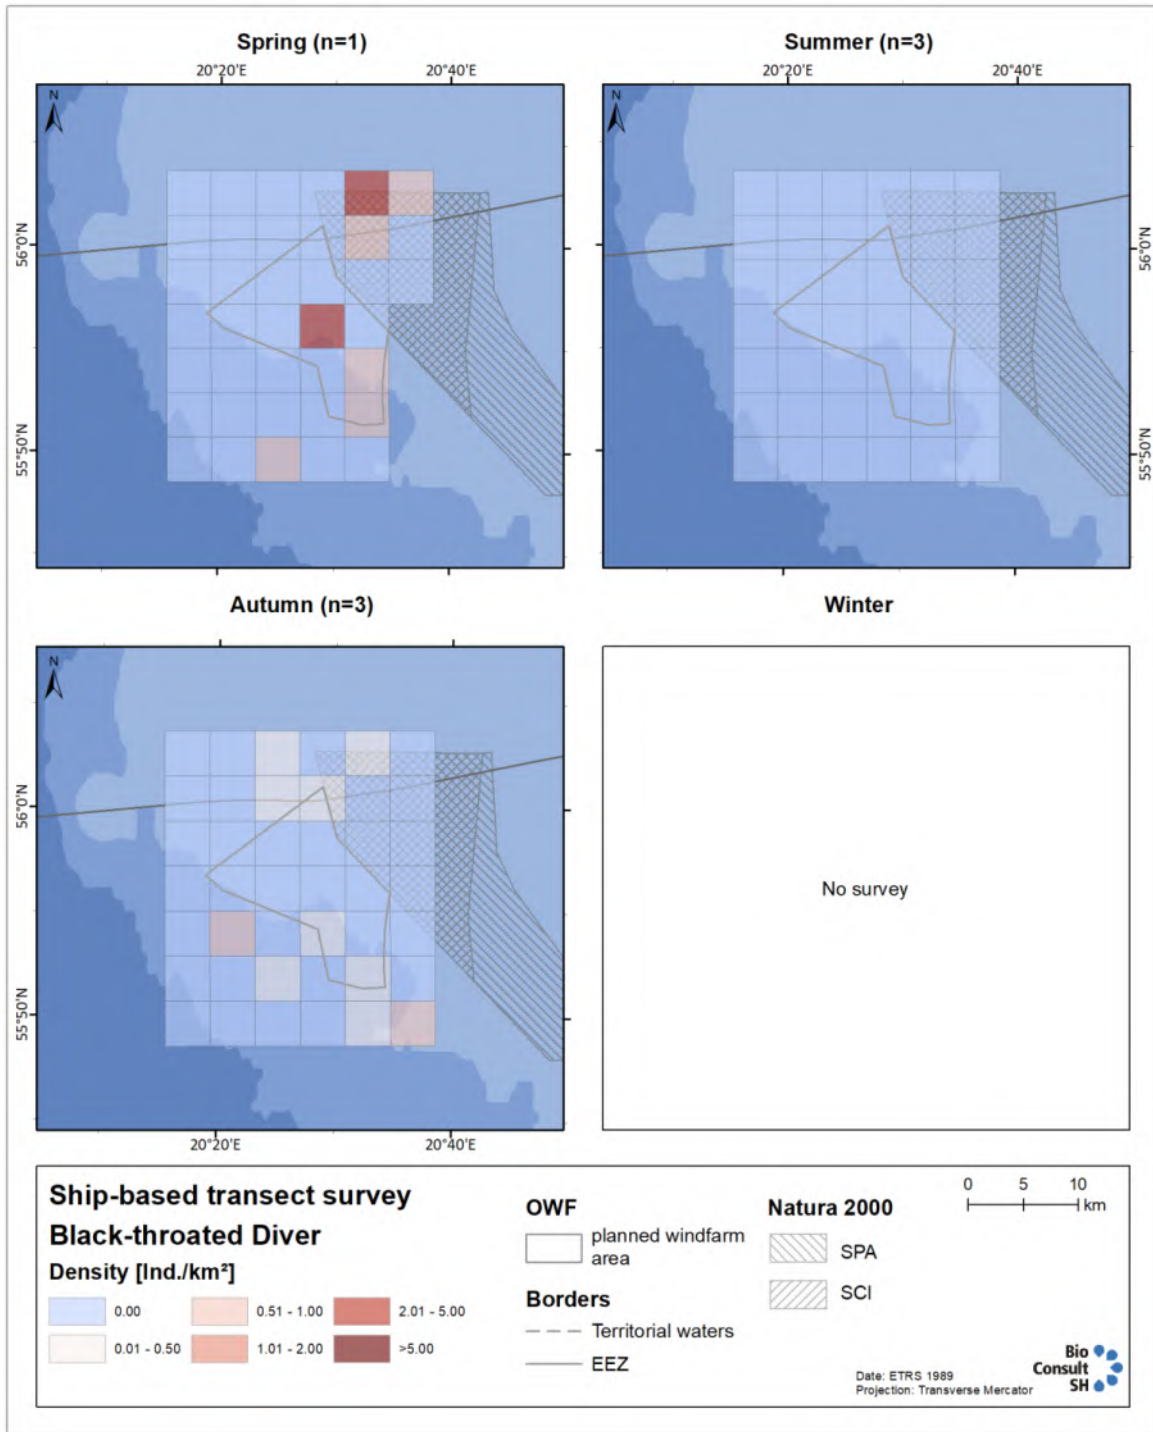 Spring (n=1)
Summer (n=3)
20°20'E
20°40'E
20°20'E
20°40'E
N
N
56°0'N
56°0'N
55°50'N
55°50'N
Autumn (n=3)
Winter
N
56°0'N
55°50'N
No survey
20°20'E
20°40'E
Ship-based transect survey
Black-throated Diver
Density [Ind./km²]
0.00
0.51 - 1.00
2.01 - 5.00
0.01 - 0.50
1.01 - 2.00
>5.00
OWF
planned windfarm
area
Borders
Territorial waters
EEZ
Natura 2000
SPA
SCI
0 5 10
km
Date: ETRS 1989
Projection: Transverse Mercator
Bio
Consult
SH